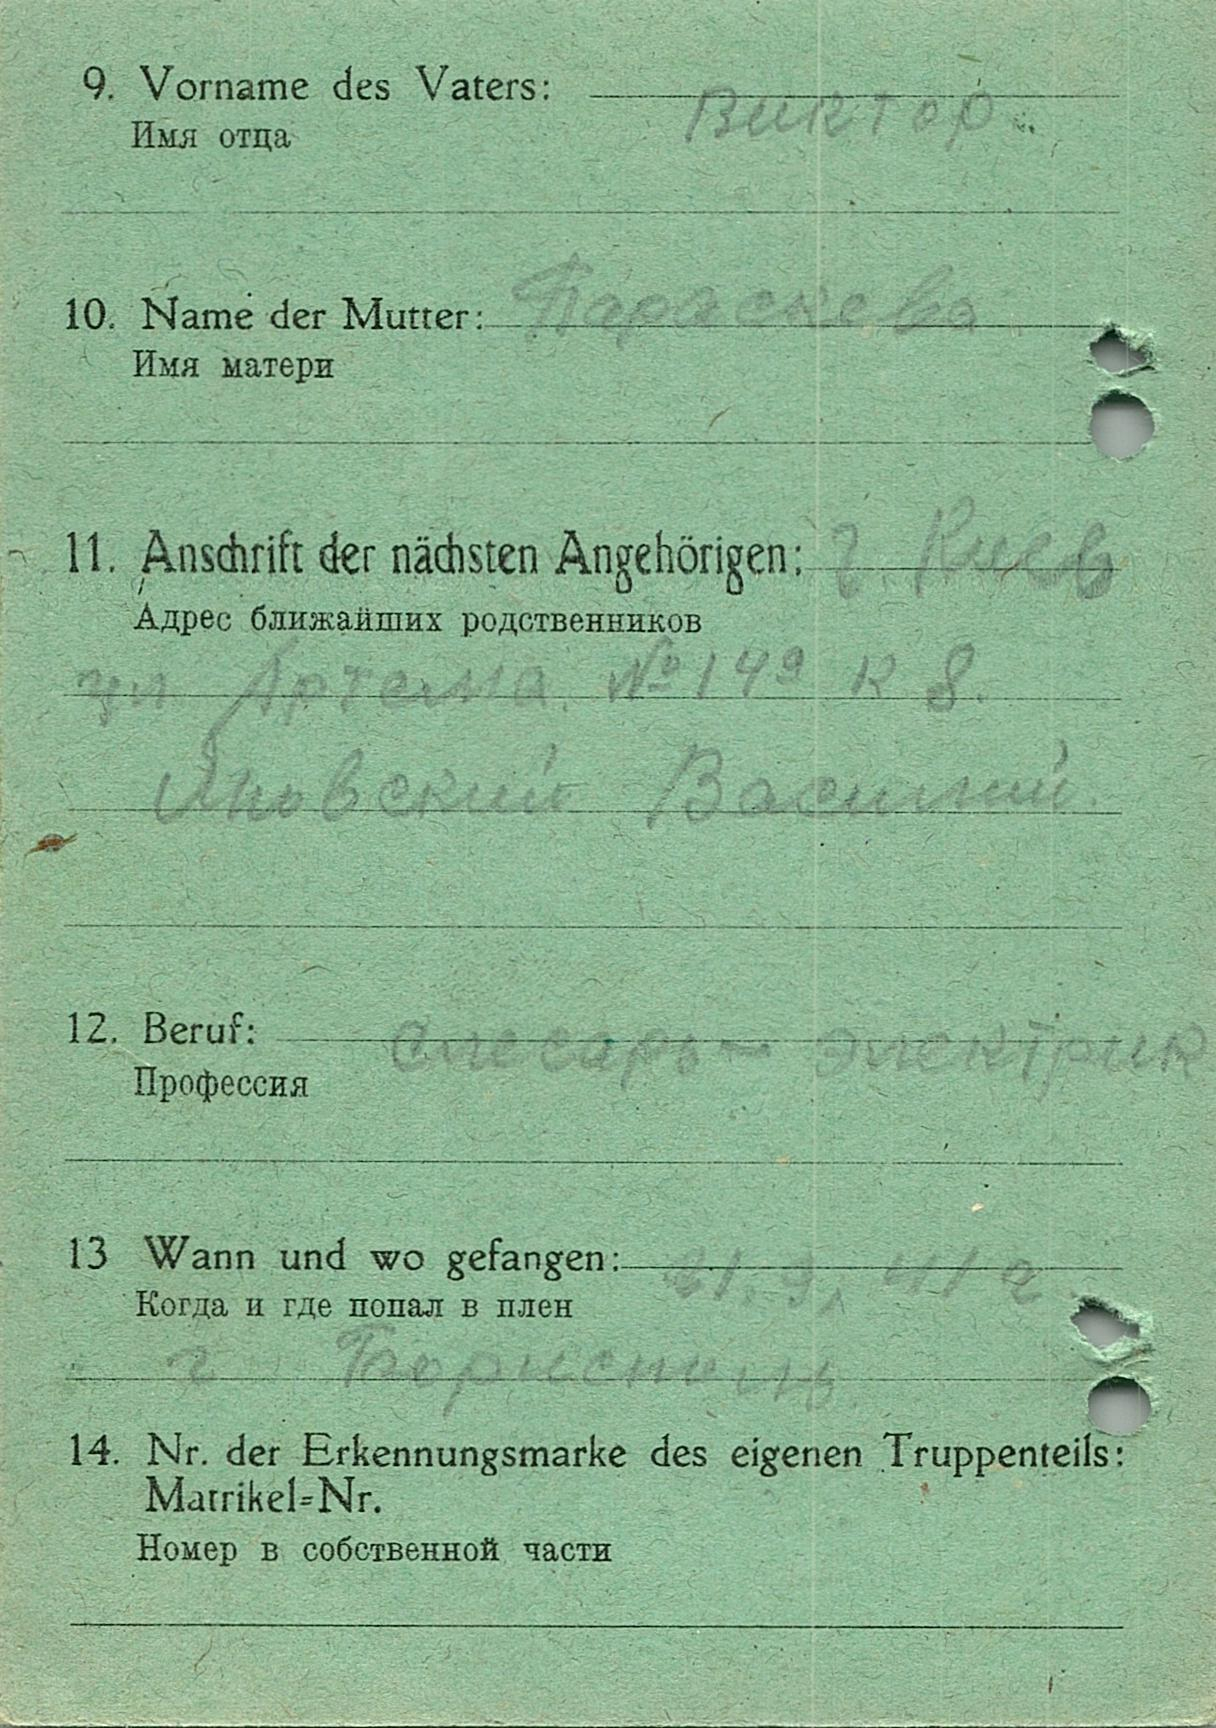 9. Vorname des Vaters: Виктор.
Имя отца
10. Name der Mutter: Параскева
Имя матери
11. Anschrift der nächsten Angehörigen: г. Киев
Адрес ближайших родственников
ул Артема. № 149 к 8.
Яновский Василий.
12. Beruf: Слесарь – электрик
Профессия
13 Wann und wo gefangen: 21.9. 41 г.
Когда и где попал в плен
г Борисполь
14. Nr. der Erkennungsmarke des eigenen Truppenteils:
Matrikel=Nr.
Номер в собственной части